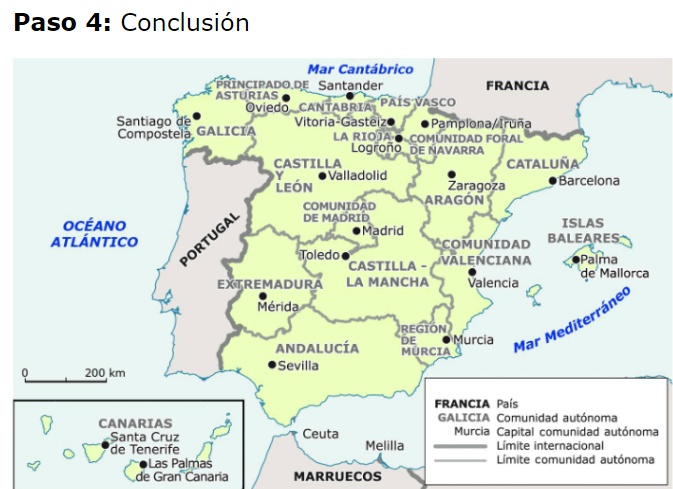 Paso 4: Conclusión
Mar Cantábrico
FRANCIA
PRINCIPADO DE
ASTURIAS
Oviedo
Santander
CANTABRIA
PAÍS VASCO
Vitoria-Gasteiz
Santiago de
Compostela
GALICIA
Pamplona/Iruña
LA RIOJA
Logroño
COMUNIDAD FORAL
DE NAVARRA
CASTILLA
Y
LEÓN
Valladolid
CATALUÑA
Barcelona
Zaragoza
ARAGÓN
COMUNIDAD
DE MADRID
Madrid
OCÉANO
ATLÁNTICO
PORTUGAL
ISLAS
BALEARES
Palma
de Mallorca
COMUNIDAD
VALENCIANA
Valencia
Toledo
CASTILLA -
LA MANCHA
EXTREMADURA
Mérida
Mar Mediterráneo
REGIÓN
DE
MURCIA
Murcia
ANDALUCÍA
Sevilla
0 200 km
CANARIAS
Santa Cruz
de Tenerife
Las Palmas
de Gran Canaria
Ceuta
Melilla
MARRUECOS
FRANCIA País
GALICIA Comunidad autónoma
Murcia Capital comunidad autónoma
Límite internacional
Límite comunidad autónoma